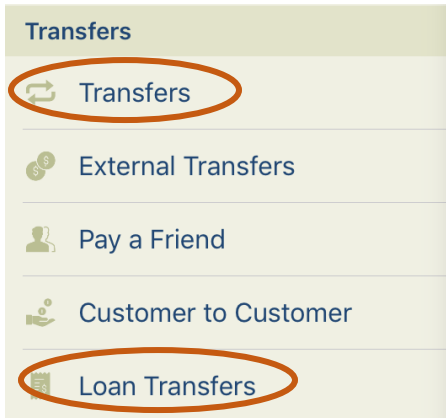 Transfers
Transfers
External Transfers
Pay a Friend
Customer to Customer
Loan Transfers